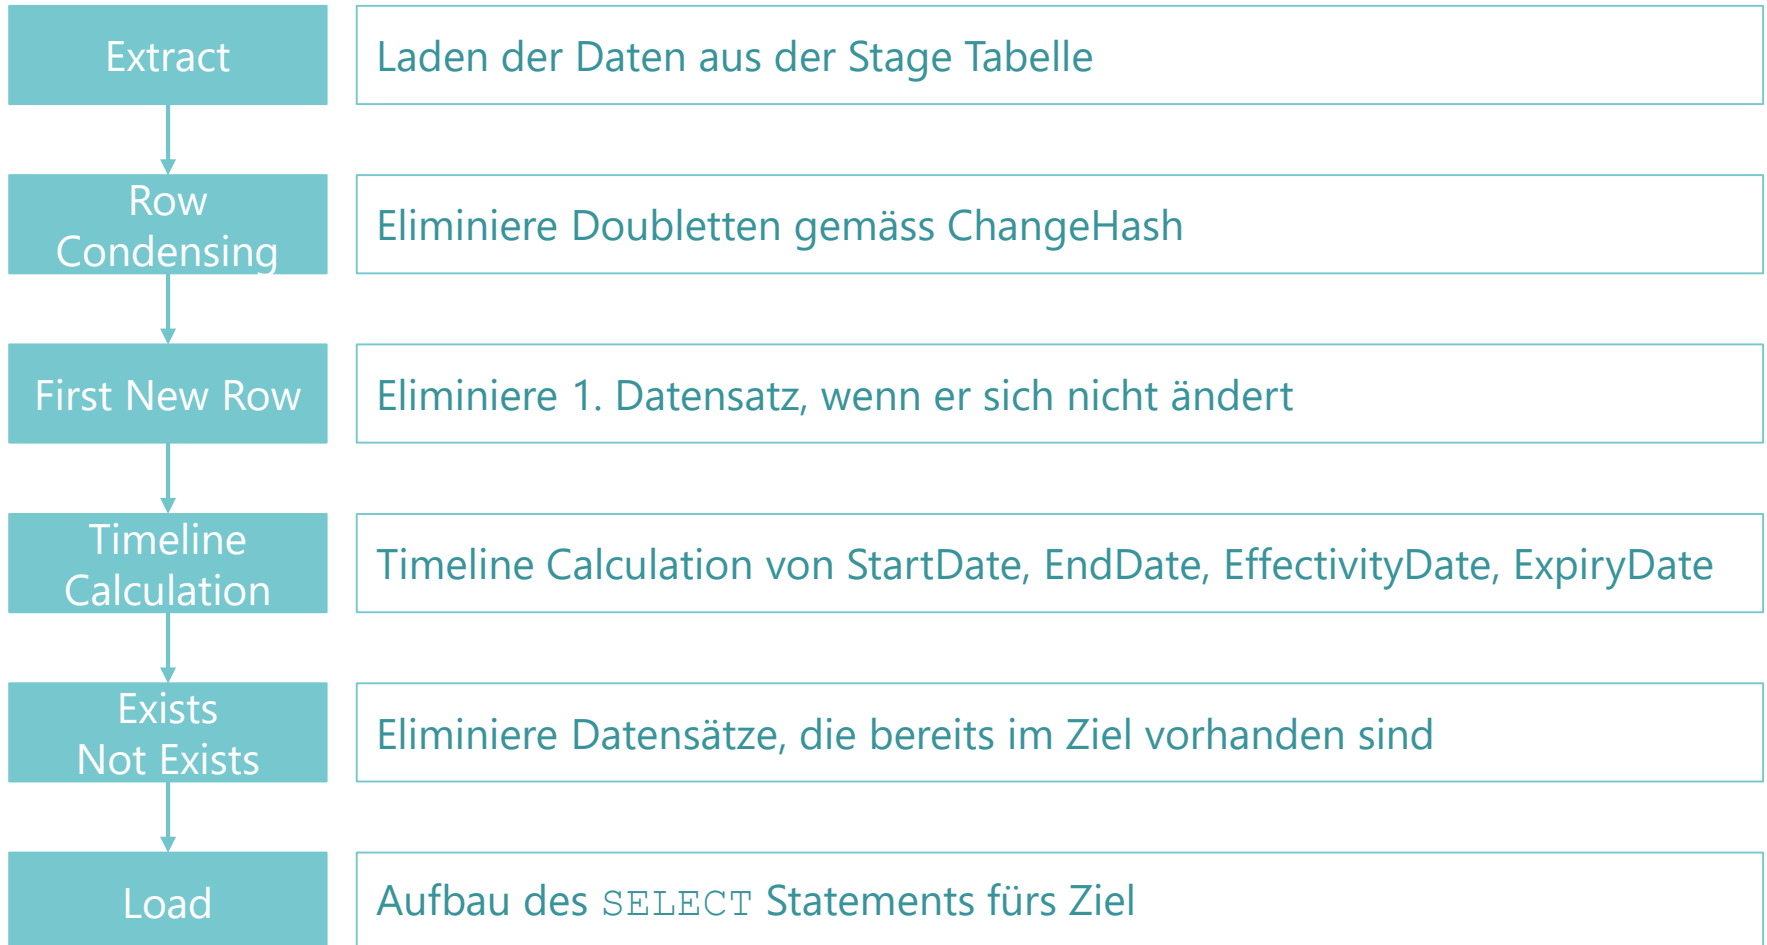 Extract
Laden der Daten aus der Stage Tabelle
Row
Condensing
Eliminiere Doubletten gemäss ChangeHash
First New Row
Eliminiere 1. Datensatz, wenn er sich nicht ändert
Timeline
Calculation
Timeline Calculation von StartDate, EndDate, EffectivityDate, ExpiryDate
Exists
Not Exists
Eliminiere Datensätze, die bereits im Ziel vorhanden sind
Load
Aufbau des SELECT Statements fürs Ziel